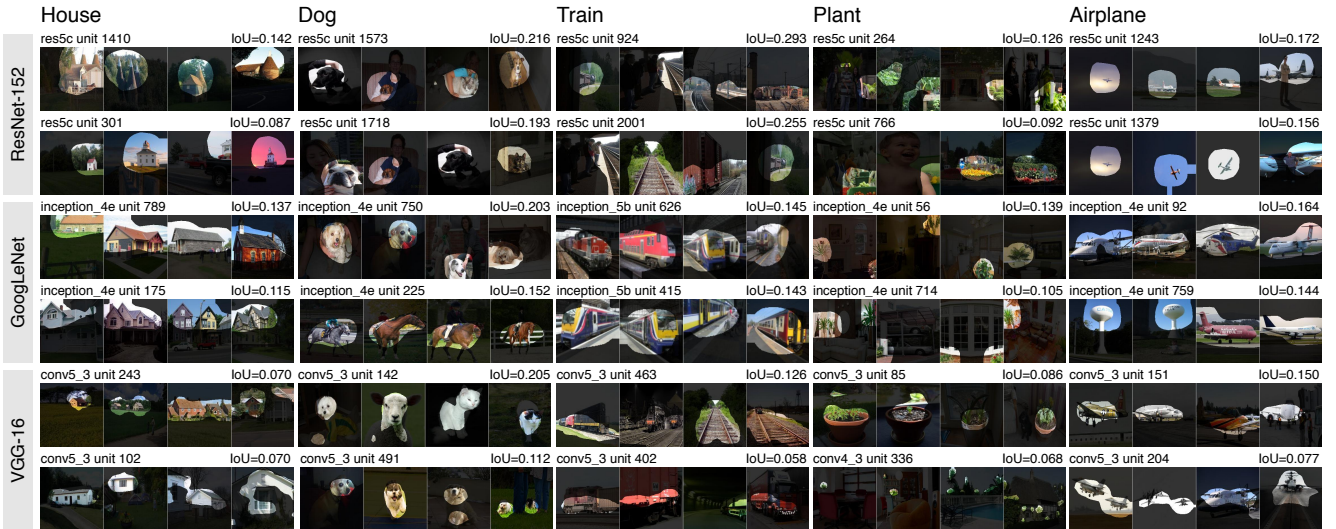 House Dog Train Plant Airplane
ResNet-152
res5c unit 1410 IoU=0.142 res5c unit 1573 IoU=0.216 res5c unit 924 IoU=0.293 res5c unit 264 IoU=0.126 res5c unit 1243 IoU=0.172
res5c unit 301 IoU=0.087 res5c unit 1718 IoU=0.193 res5c unit 2001 IoU=0.255 res5c unit 766 IoU=0.092 res5c unit 1379 IoU=0.156
GoogLeNet
inception_4e unit 789 IoU=0.137 inception_4e unit 750 IoU=0.203 inception_5b unit 626 IoU=0.145 inception_4e unit 56 IoU=0.139 inception_4e unit 92 IoU=0.164
inception_4e unit 175 IoU=0.115 inception_4e unit 225 IoU=0.152 inception_5b unit 415 IoU=0.143 inception_4e unit 714 IoU=0.105 inception_4e unit 759 IoU=0.144
VGG-16
conv5_3 unit 243 IoU=0.070 conv5_3 unit 142 IoU=0.205 conv5_3 unit 463 IoU=0.126 conv5_3 unit 85 IoU=0.086 conv5_3 unit 151 IoU=0.150
conv5_3 unit 102 IoU=0.070 conv5_3 unit 491 IoU=0.112 conv5_3 unit 402 IoU=0.058 conv4_3 unit 336 IoU=0.068 conv5_3 unit 204 IoU=0.077